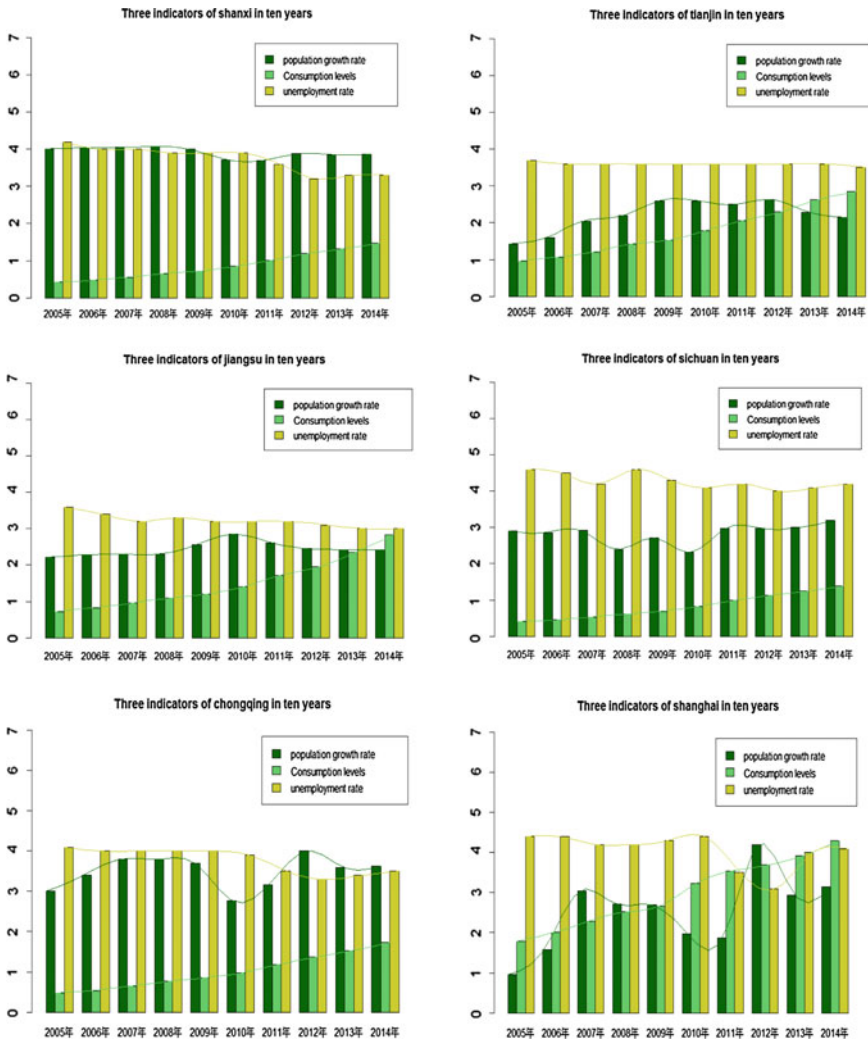 Three indicators of shanxi in ten years
7
6
5
4
3
2
1
0
population growth rate
Consumption levels
unemployment rate
2005年 2006年 2007年 2008年 2009年 2010年 2011年 2012年 2013年 2014年
Three indicators of tianjin in ten years
7
6
5
4
3
2
1
0
population growth rate
Consumption levels
unemployment rate
2005年 2006年 2007年 2008年 2009年 2010年 2011年 2012年 2013年 2014年
Three indicators of jiangsu in ten years
7
6
5
4
3
2
1
0
population growth rate
Consumption levels
unemployment rate
2005年 2006年 2007年 2008年 2009年 2010年 2011年 2012年 2013年 2014年
Three indicators of sichuan in ten years
7
6
5
4
3
2
1
0
population growth rate
Consumption levels
unemployment rate
2005年 2006年 2007年 2008年 2009年 2010年 2011年 2012年 2013年 2014年
Three indicators of chongqing in ten years
7
6
5
4
3
2
1
0
population growth rate
Consumption levels
unemployment rate
2005年 2006年 2007年 2008年 2009年 2010年 2011年 2012年 2013年 2014年
Three indicators of shanghai in ten years
7
6
5
4
3
2
1
0
population growth rate
Consumption levels
unemployment rate
2005年 2006年 2007年 2008年 2009年 2010年 2011年 2012年 2013年 2014年